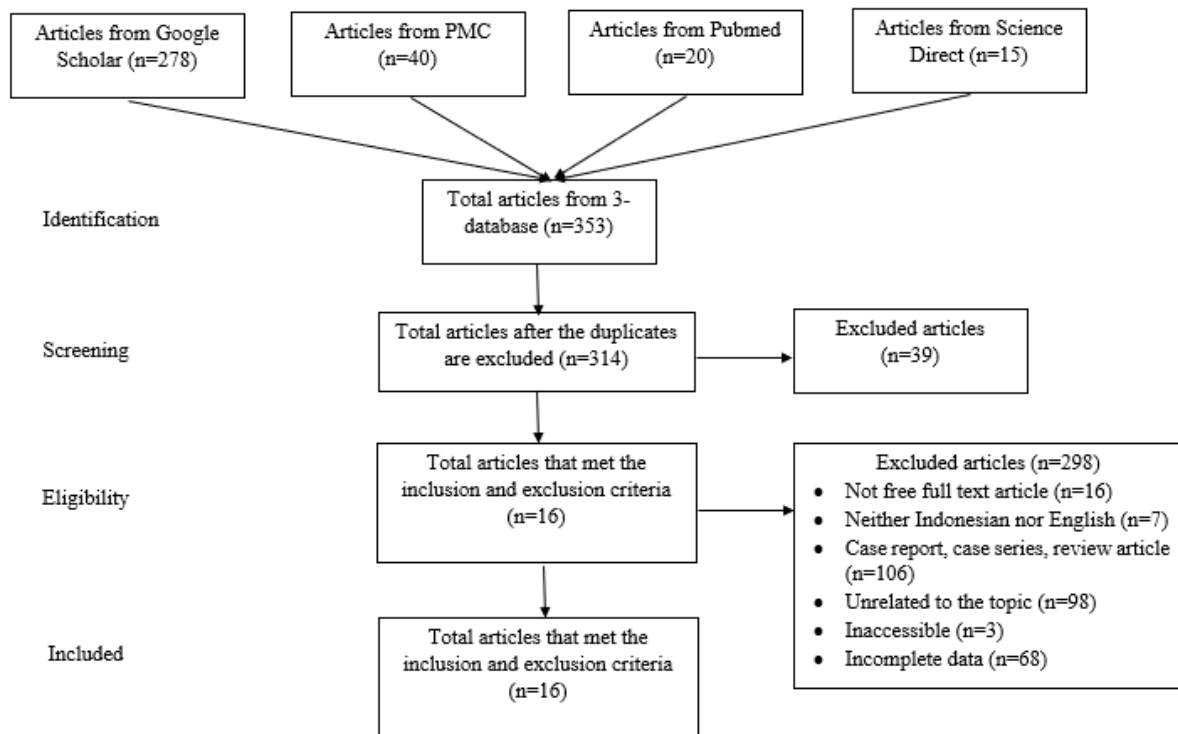 Articles from Google
Scholar (n=278)
Articles from PMC
(n=40)
Articles from Pubmed
(n=20)
Articles from Science
Direct (n=15)
Identification
Total articles from 3-
database (n=353)
Screening
Total articles after the duplicates
are excluded (n=314)
Excluded articles
(n=39)
Eligibility
Total articles that met the
inclusion and exclusion criteria
(n=16)
Excluded articles (n=298)
• Not free full text article (n=16)
• Neither Indonesian nor English (n=7)
• Case report, case series, review article
(n=106)
• Unrelated to the topic (n=98)
• Inaccessible (n=3)
• Incomplete data (n=68)
Included
Total articles that met the
inclusion and exclusion criteria
(n=16)